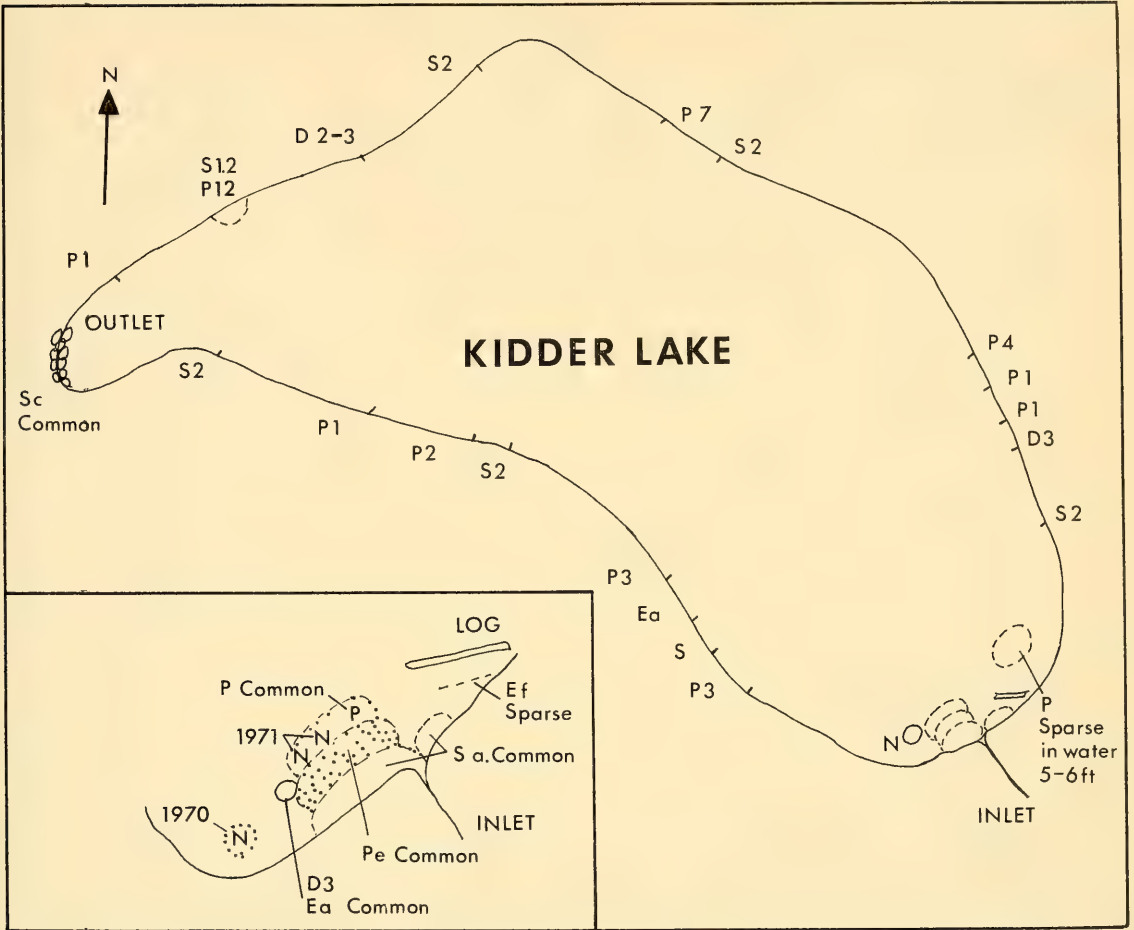 N
S2
P 7
S2
D 2-3
S1.2
P12
P1
OUTLET
KIDDER LAKE
S2
Sc
Common
P1
P2
S2
P4
P1
P1
D3
S2
P3
Ea
S
P3
N
P
Sparse
in water
5-6ft
INLET
LOG
P Common
P
Ef
Sparse
1971
N
N
S a. Common
1970
N
INLET
Pe Common
D3
Ea Common